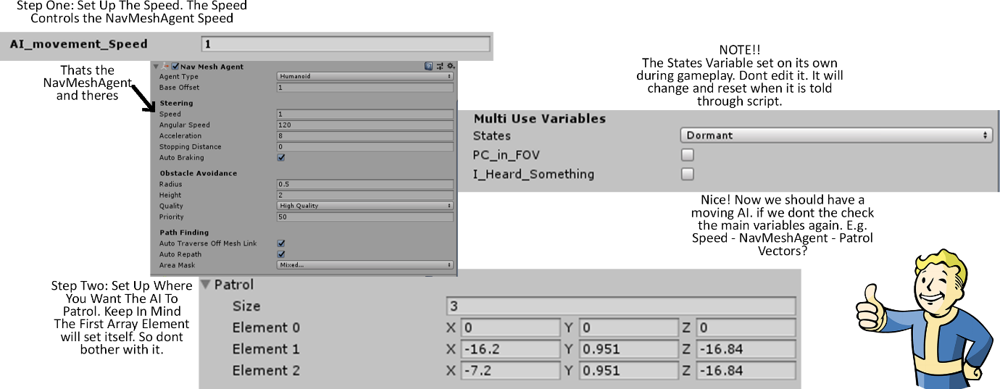 Step One: Set Up The Speed. The Speed
Controls the NavMeshAgent Speed
AI_movement_Speed 1
Thats the
NavMeshAgent
and theres
Nav Mesh Agent
Agent Type Humanoid
Base Offset 1
Steering
Speed 1
Angular Speed 120
Acceleration 8
Stopping Distance 0
Auto Braking
Obstacle Avoidance
Radius 0.5
Height 2
Quality High Quality
Priority 50
Path Finding
Auto Traverse Off Mesh Link
Auto Repath
Area Mask Mixed...
NOTE!!
The States Variable set on its own
during gameplay. Dont edit it. It will
change and reset when it is told
through script.
Multi Use Variables
States Dormant
PC_in_FOV
I_Heard_Something
Nice! Now we should have a
moving AI. if we dont the check
the main variables again. E.g.
Speed - NavMeshAgent - Patrol
Vectors?
Step Two: Set Up Where
You Want The AI To
Patrol. Keep In Mind
The First Array Element
will set itself. So dont
bother with it.
Patrol
Size 3
Element 0 X 0 Y 0 Z 0
Element 1 X -16.2 Y 0.951 Z -16.84
Element 2 X -7.2 Y 0.951 Z -16.84